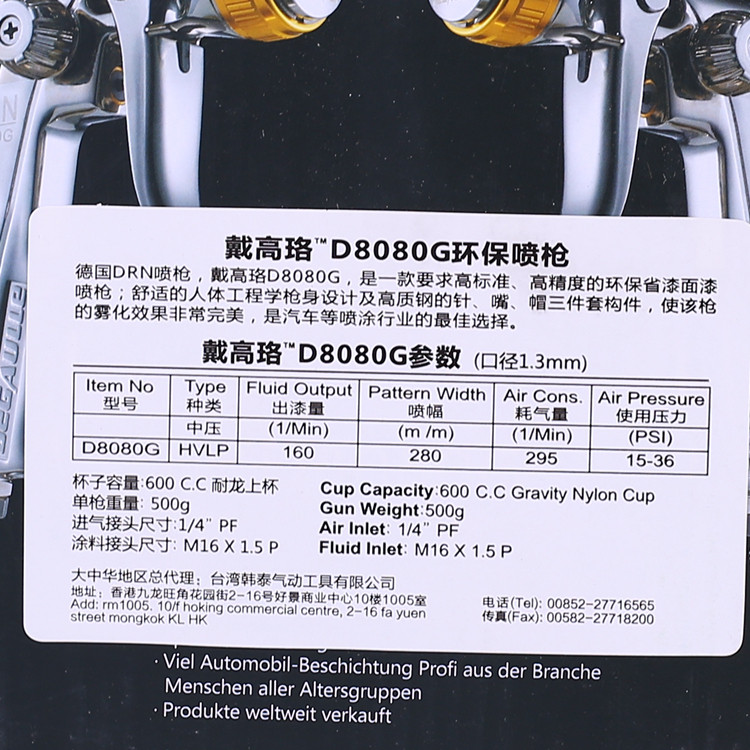 戴高珞™D8080G环保喷枪
德国DRN喷枪，戴高珞D8080G，是一款要求高标准、高精度的环保省漆面漆
喷枪；舒适的人体工程学枪身设计及高质钢的针、嘴、帽三件套构件，使该枪
的雾化效果非常完美，是汽车等喷涂行业的最佳选择。
戴高珞™D8080G参数 (口径1.3mm)
Item No Type Fluid Output Pattern Width Air Cons. Air Pressure
型号 种类 出漆量 喷幅 耗气量 使用压力
中压 (1/Min) (m /m) (1/Min) (PSI)
D8080G HVLP 160 280 295 15-36
杯子容量:600 C.C 耐龙上杯
单枪重量: 500g
进气接头尺寸:1/4" PF
涂料接头尺寸: M16 X 1.5 P
Cup Capacity:600 C.C Gravity Nylon Cup
Gun Weight:500g
Air Inlet: 1/4" PF
Fluid Inlet: M16 X 1.5 P
大中华地区总代理：台湾韩泰气动工具有限公司
地址：香港九龙旺角花园街2-16号好景商业中心10楼1005室
Add: rm1005. 10/f hoking commercial centre, 2-16 fa yuen
street mongkok KL HK
电话(Tel): 00852-27716565
传真(Fax): 00582-27718200
· Viel Automobil-Beschichtung Profi aus der Branche
Menschen aller Altersgruppen
· Produkte weltweit verkauft